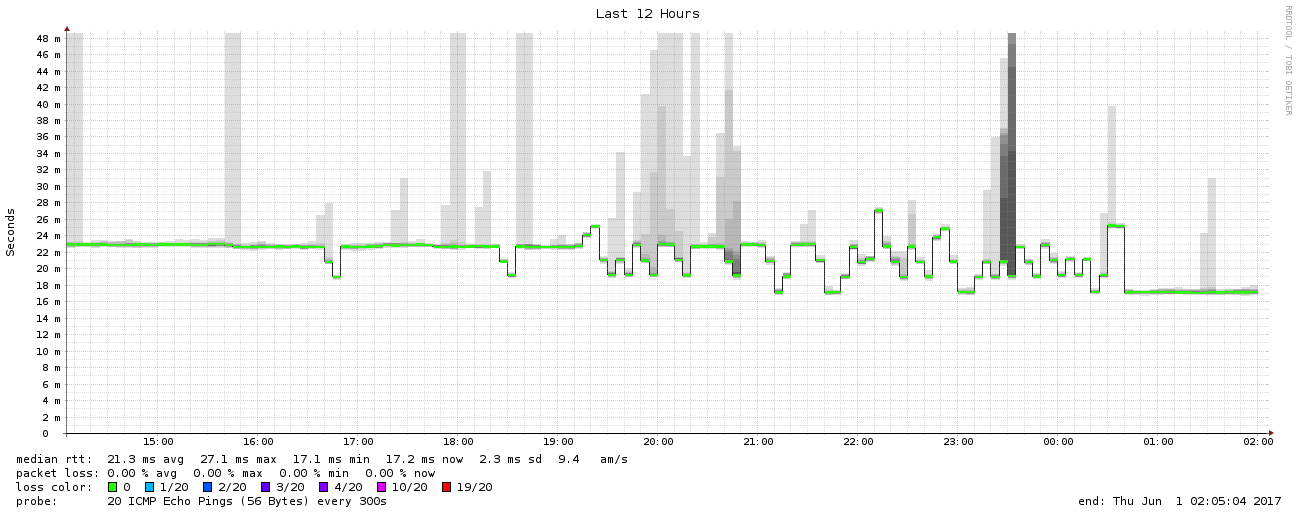 Last 12 Hours
RRDTOOL / TOBI OETIKER
Seconds
48 m
46 m
44 m
42 m
40 m
38 m
36 m
34 m
32 m
30 m
28 m
26 m
24 m
22 m
20 m
18 m
16 m
14 m
12 m
10 m
8 m
6 m
4 m
2 m
0
15:00 16:00 17:00 18:00 19:00 20:00 21:00 22:00 23:00 00:00 01:00 02:00
median rtt: 21.3 ms avg 27.1 ms max 17.1 ms min 17.2 ms now 2.3 ms sd 9.4 am/s
packet loss: 0.00 % avg 0.00 % max 0.00 % min 0.00 % now
loss color: 0 1/20 2/20 3/20 4/20 10/20 19/20
probe: 20 ICMP Echo Pings (56 Bytes) every 300s end: Thu Jun 1 02:05:04 2017